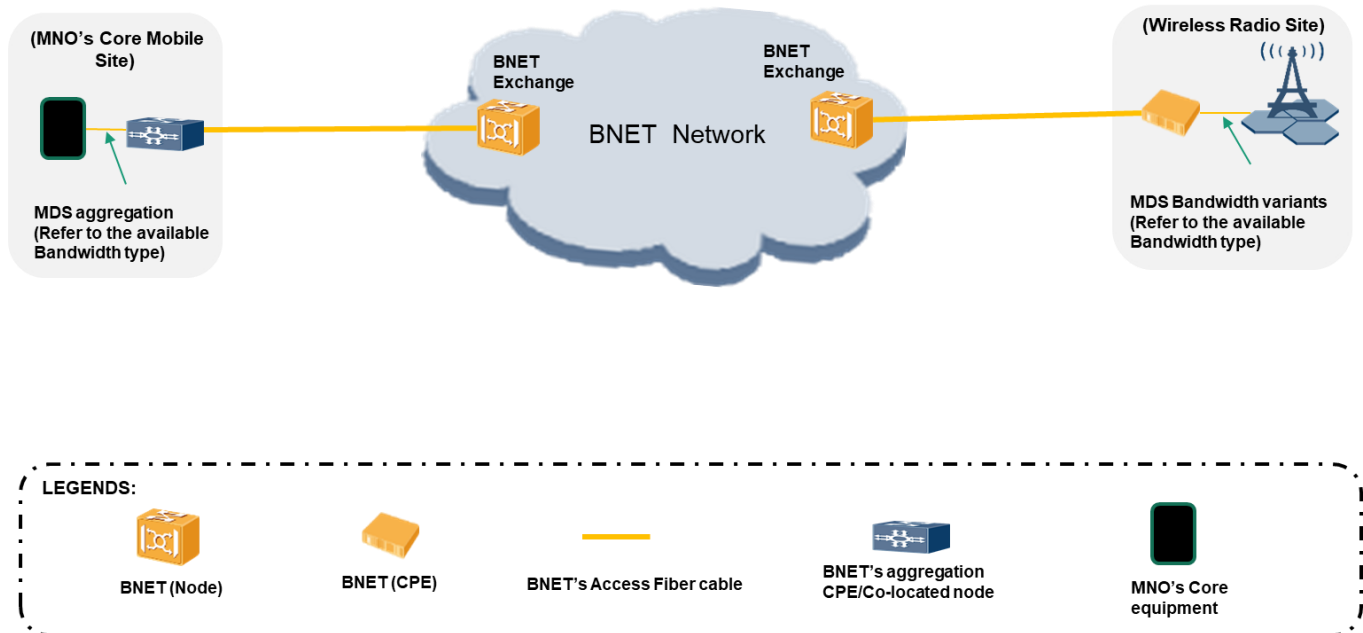 (MNO's Core Mobile
Site)
MDS aggregation
(Refer to the available
Bandwidth type)
BNET
Exchange
BNET
Exchange
BNET Network
(Wireless Radio Site)
MDS Bandwidth variants
(Refer to the available
Bandwidth type)
LEGENDS:
BNET (Node)
BNET (CPE)
BNET's Access Fiber cable
BNET's aggregation
CPE/Co-located node
MNO's Core
equipment